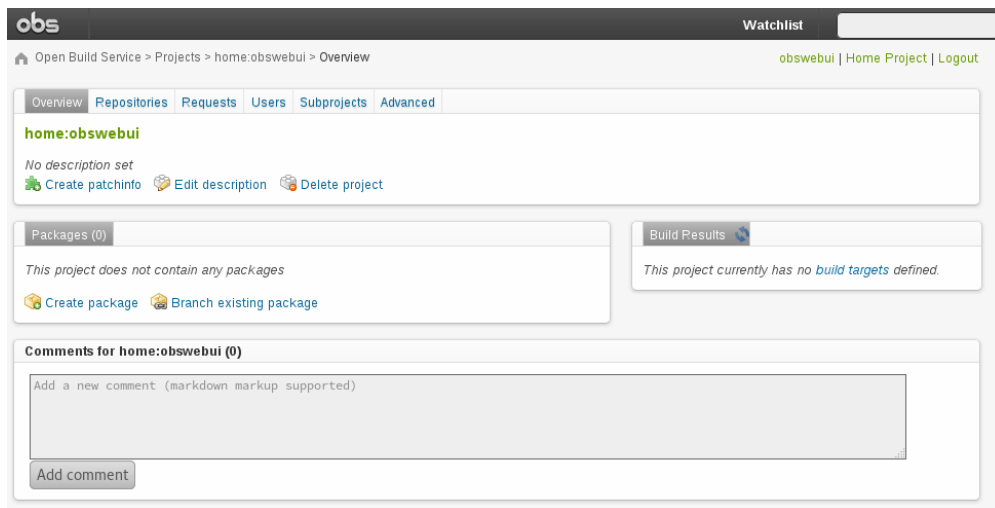 obs
Watchlist
Open Build Service > Projects > home:obswebui > Overview
obswebui | Home Project | Logout
Overview Repositories Requests Users Subprojects Advanced
home:obswebui
No description set
Create patchinfo Edit description Delete project
Packages (0)
This project does not contain any packages
Create package Branch existing package
Build Results
This project currently has no build targets defined.
Comments for home:obswebui (0)
Add a new comment (markdown markup supported)
Add comment